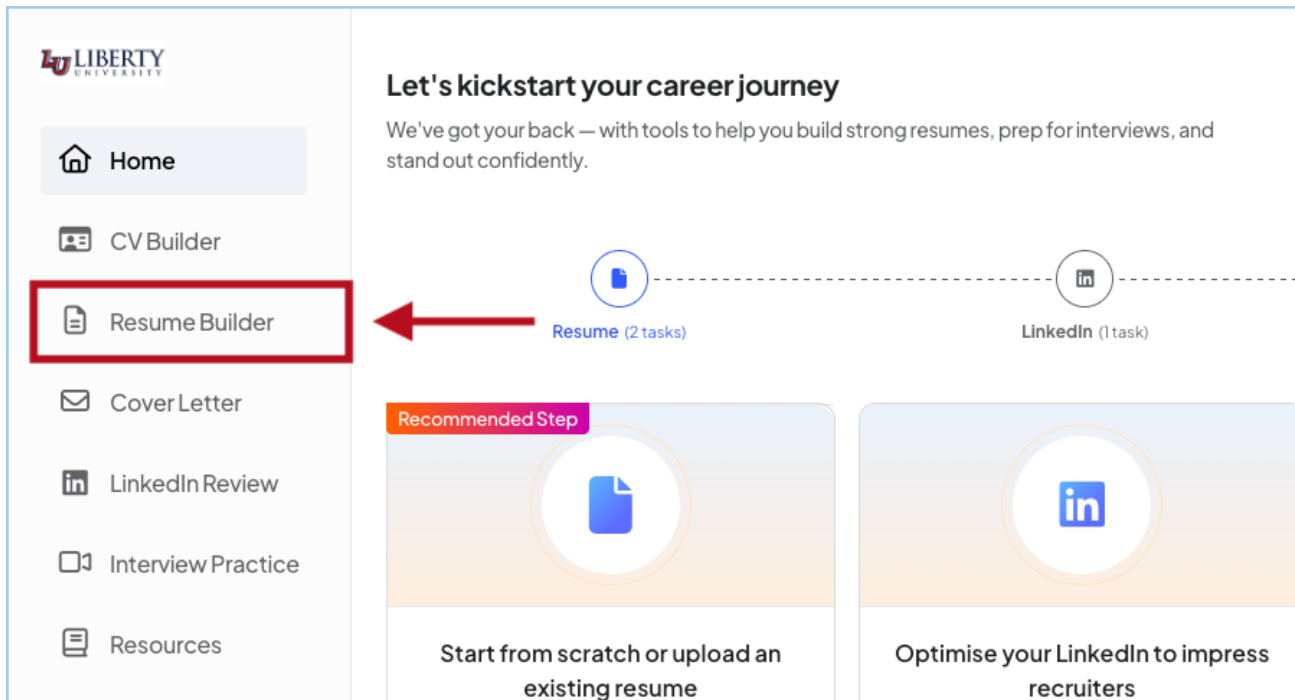 LU LIBERTY
UNIVERSITY
Home
CV Builder
Resume Builder
Cover Letter
LinkedIn Review
Interview Practice
Resources
Let's kickstart your career journey
We've got your back — with tools to help you build strong resumes, prep for interviews, and
stand out confidently.
Resume (2 tasks)
LinkedIn (1 task)
Recommended Step
Start from scratch or upload an
existing resume
in
Optimise your LinkedIn to impress
recruiters